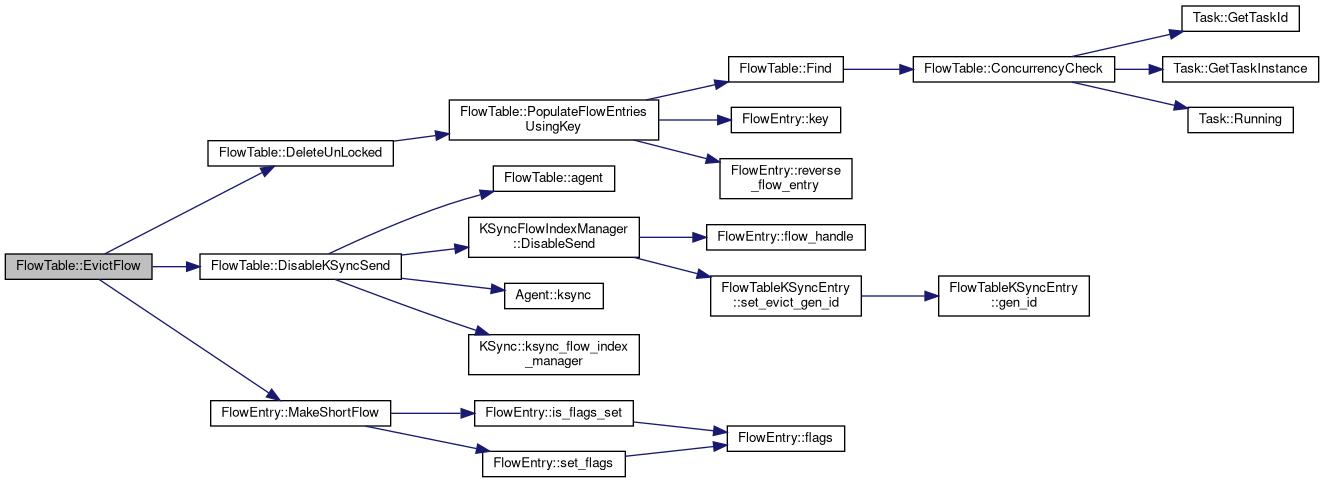 FlowTable::EvictFlow
FlowTable::DeleteUnLocked
FlowTable::PopulateFlowEntries
UsingKey
FlowTable::Find
FlowTable::ConcurrencyCheck
Task::GetTaskId
Task::GetTaskInstance
Task::Running
FlowEntry::key
FlowEntry::reverse
_flow_entry
FlowTable::DisableKSyncSend
FlowTable::agent
KSyncFlowIndexManager
::DisableSend
FlowEntry::flow_handle
FlowTableKSyncEntry
::set_evict_gen_id
FlowTableKSyncEntry
::gen_id
Agent::ksync
KSync::ksync_flow_index
_manager
FlowEntry::MakeShortFlow
FlowEntry::is_flags_set
FlowEntry::flags
FlowEntry::set_flags